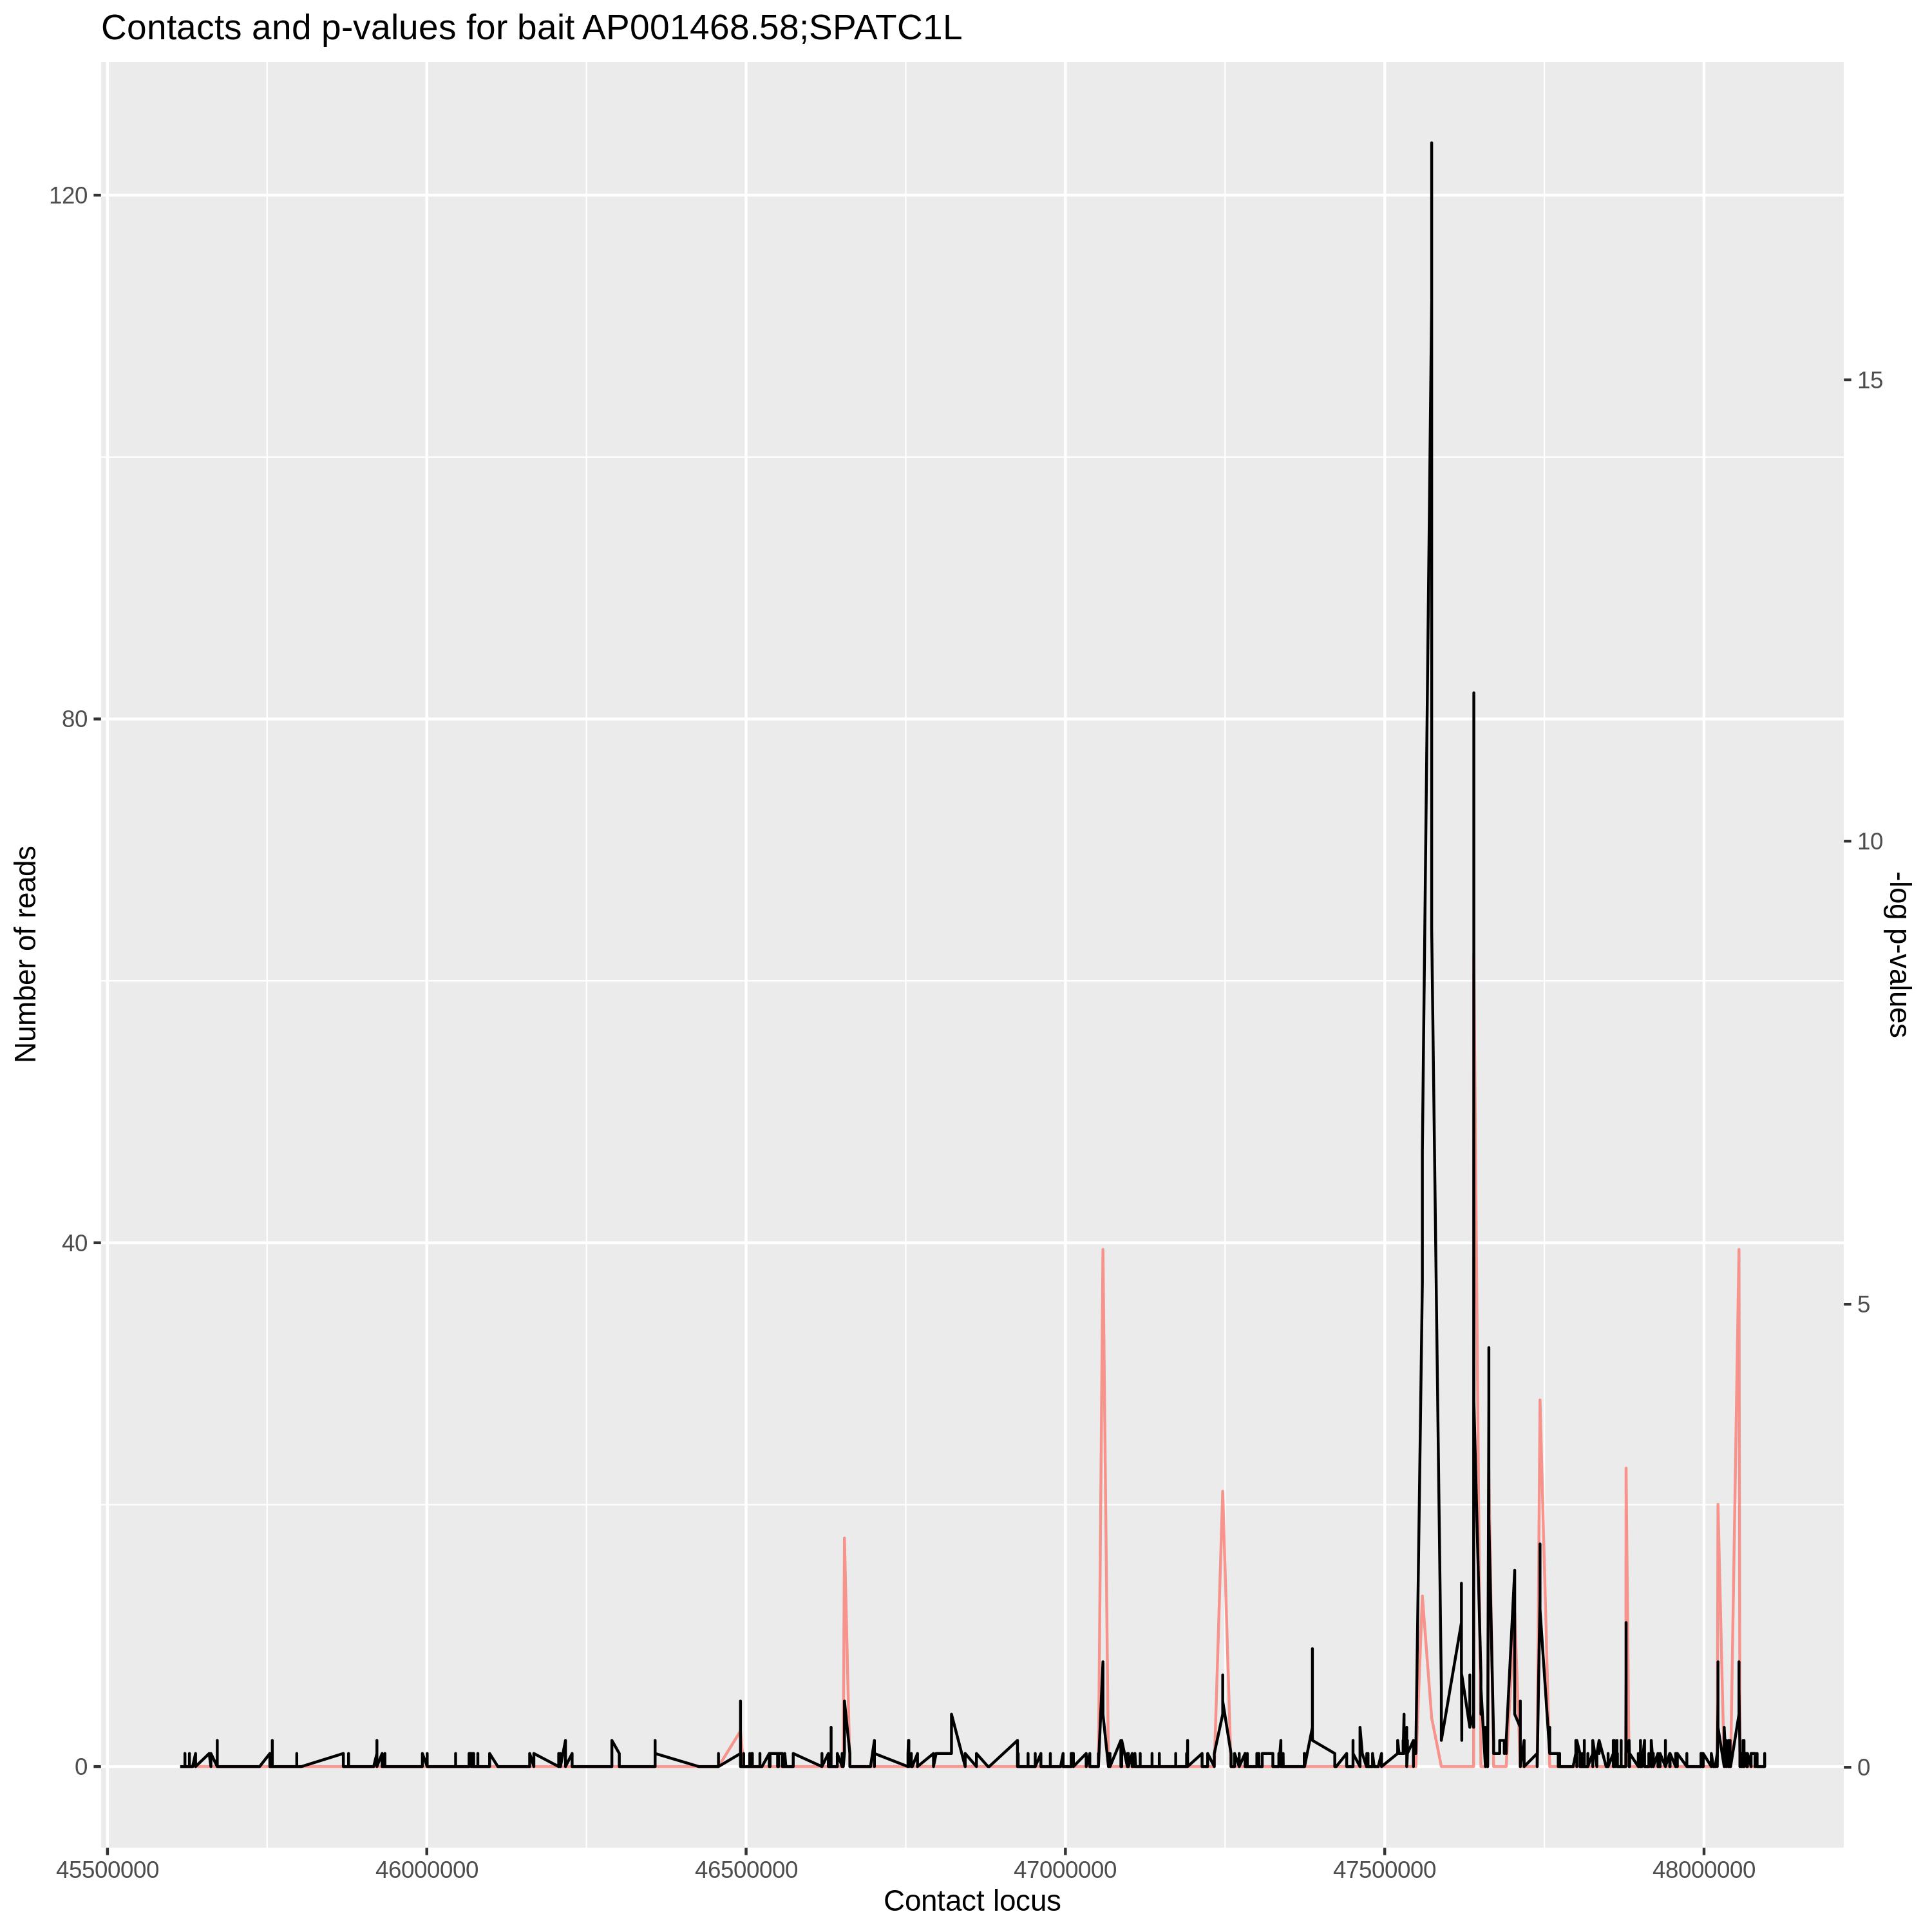 Contacts and p-values for bait AP001468.58;SPATC1L
120
80
40
0
Number of reads
15
10
5
0
-log p-values
45500000 46000000 46500000 47000000 47500000 48000000
Contact locus